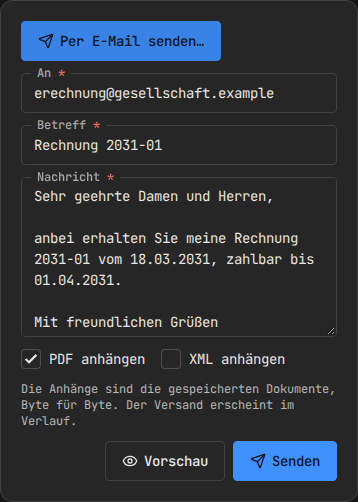 Per E-Mail senden…
An *
erechnung@gesellschaft.example
Betreff *
Rechnung 2031-01
Nachricht *
Sehr geehrte Damen und Herren,
anbei erhalten Sie meine Rechnung
2031-01 vom 18.03.2031, zahlbar bis
01.04.2031.
Mit freundlichen Grüßen
PDF anhängen
XML anhängen
Die Anhänge sind die gespeicherten Dokumente,
Byte für Byte. Der Versand erscheint im
Verlauf.
Vorschau
Senden